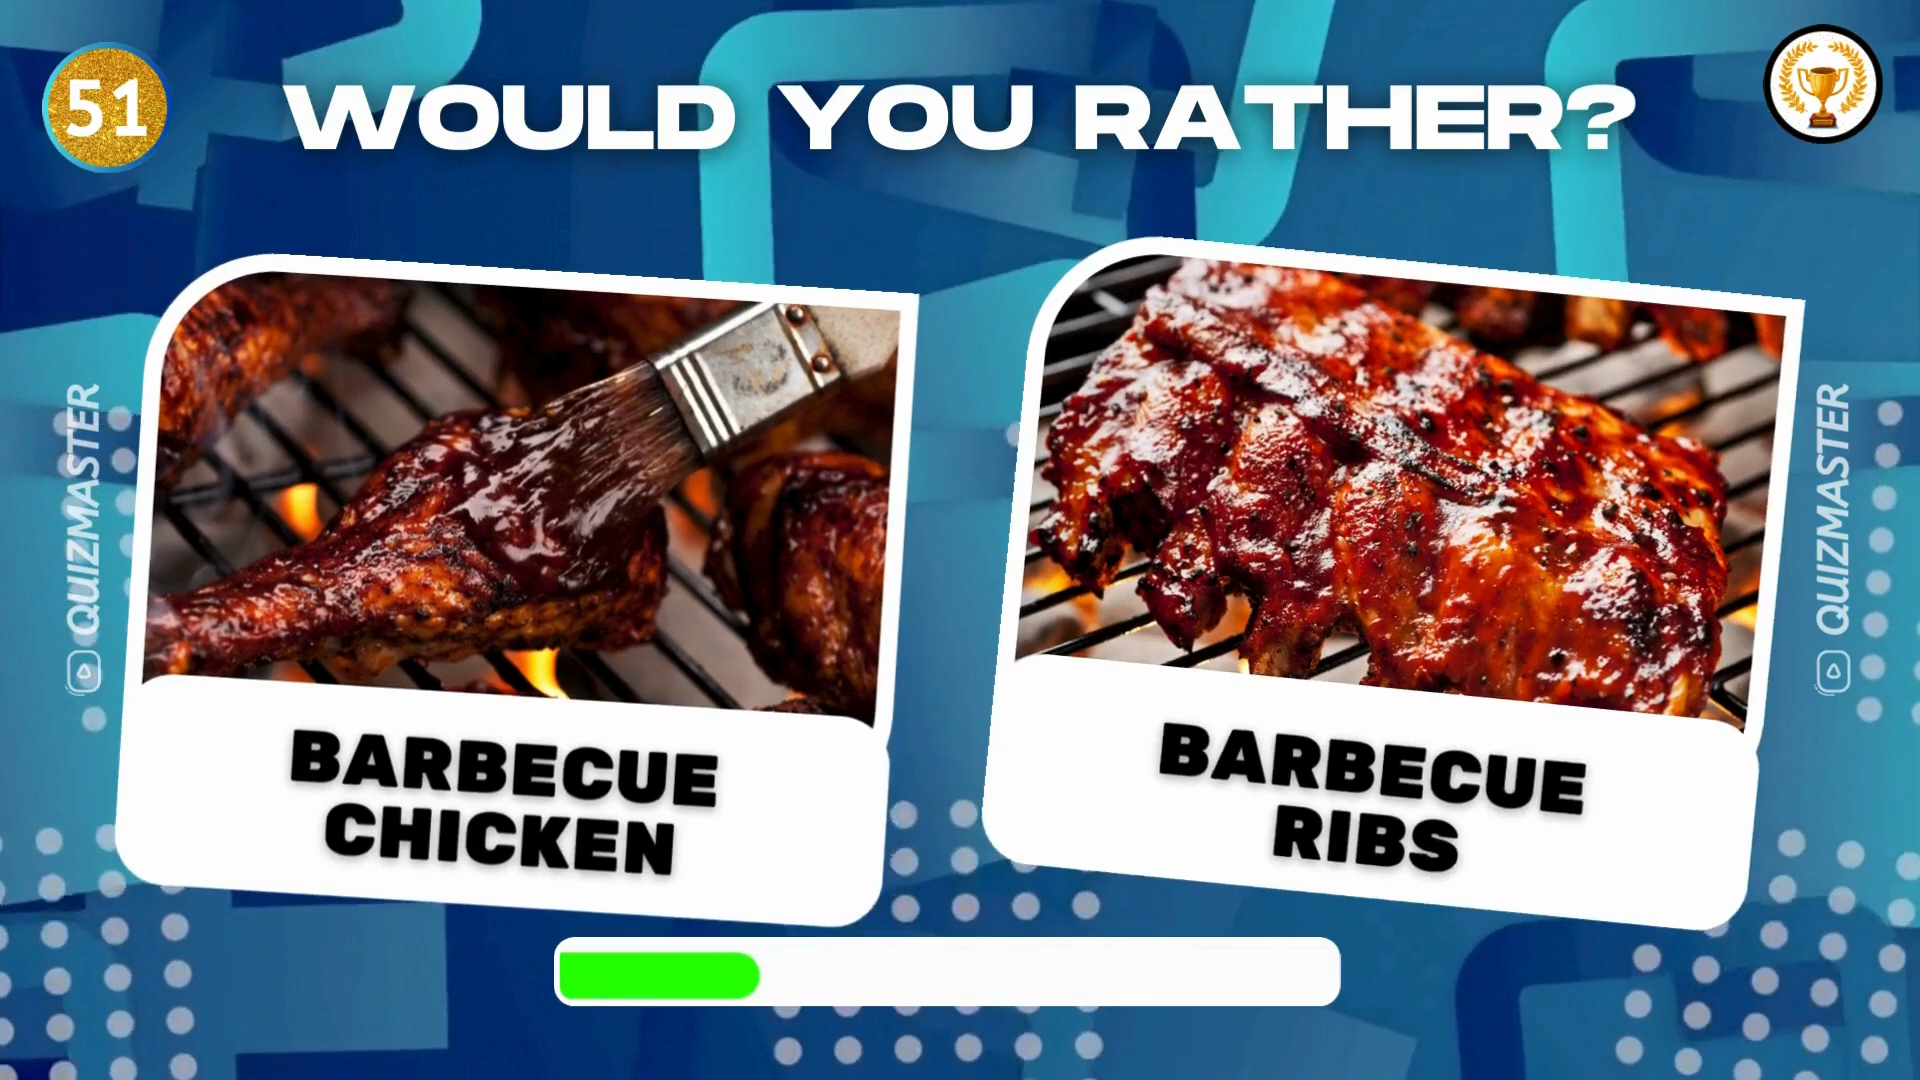 51
WOULD YOU RATHER?
QUIZMASTER
QUIZMASTER
BARBECUE
CHICKEN
BARBECUE
RIBS